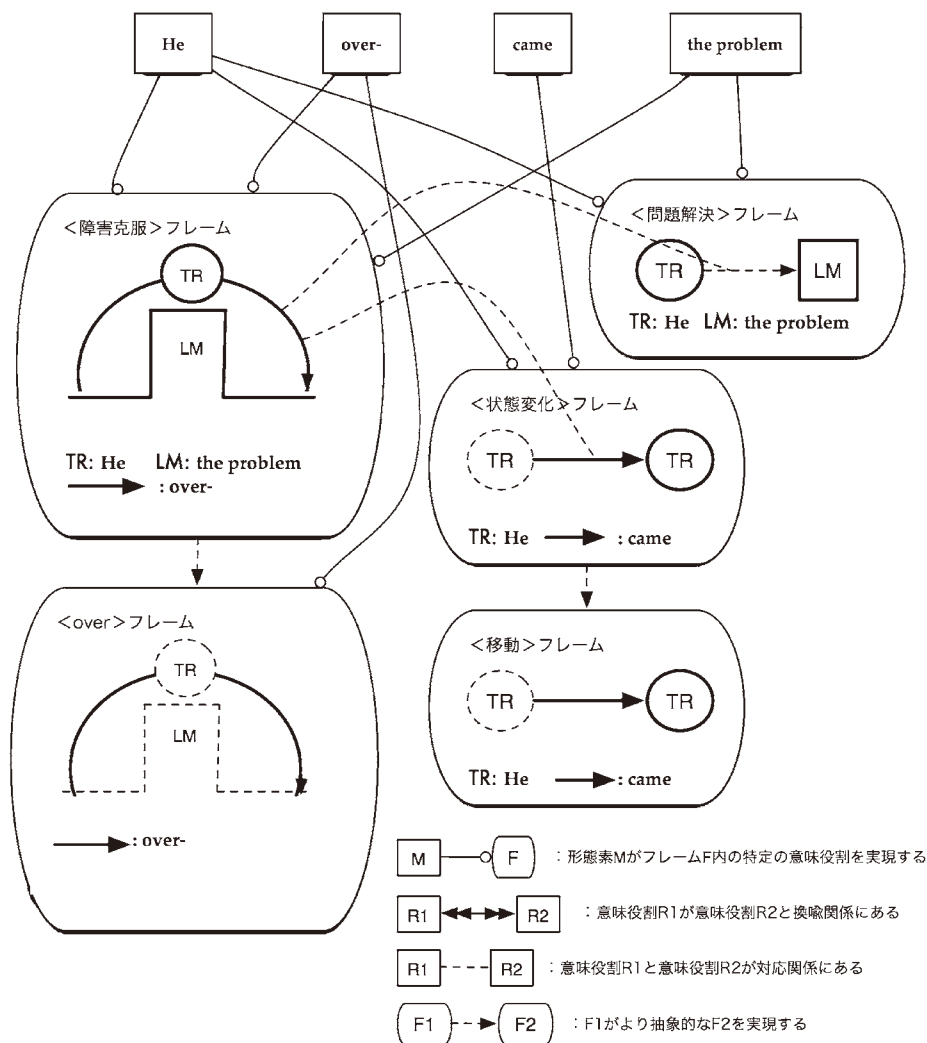 He
over-
came
the problem
＜障害克服＞フレーム
TR
LM
TR: He LM: the problem
: over-
＜問題解決＞フレーム
TR
LM
TR: He LM: the problem
＜状態変化＞フレーム
TR
TR
TR: He : came
＜over＞フレーム
TR
LM
: over-
＜移動＞フレーム
TR
TR
TR: He : came
M F ：形態素MがフレームF内の特定の意味役割を実現する
R1 R2 ：意味役割R1が意味役割R2と換喩関係にある
R1 R2 ：意味役割R1と意味役割R2が対応関係にある
F1 F2 ：F1がより抽象的なF2を実現する